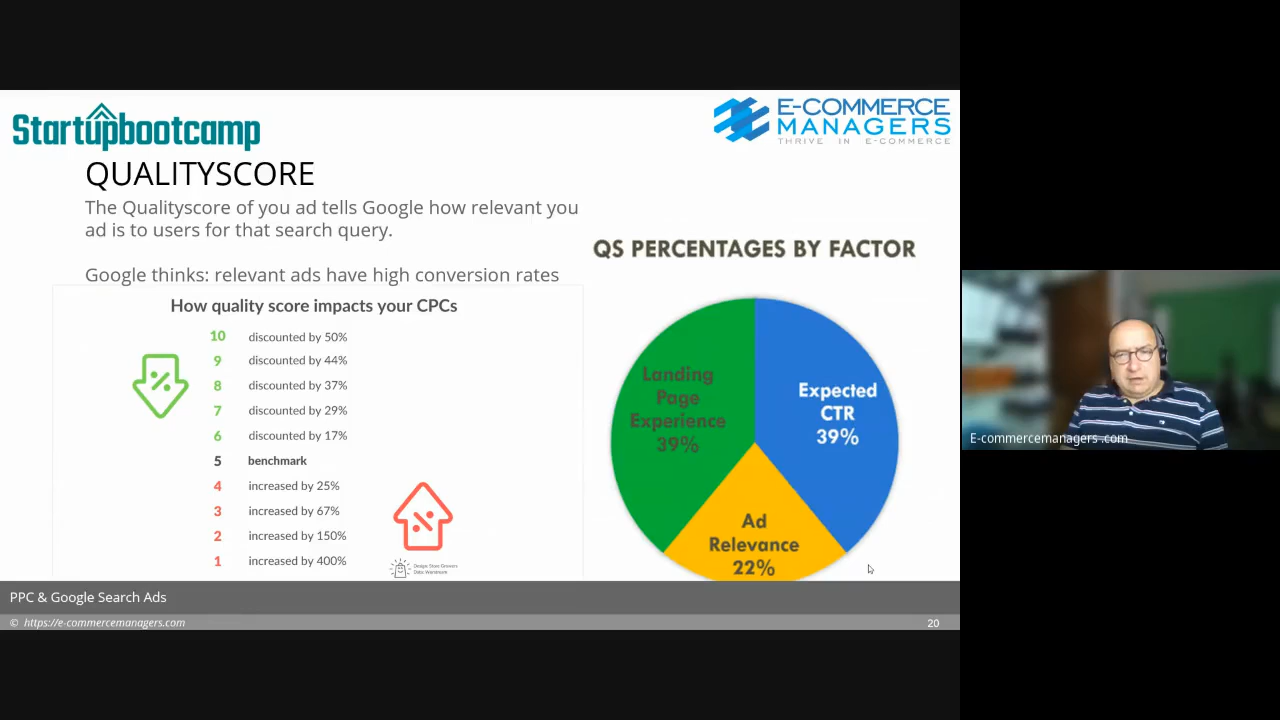 Startupbootcamp
E-COMMERCE
MANAGERS
THRIVE IN E-COMMERCE
QUALITYSCORE
The Qualityscore of you ad tells Google how relevant you
ad is to users for that search query.
Google thinks: relevant ads have high conversion rates
How quality score impacts your CPCs
10 discounted by 50%
9 discounted by 44%
8 discounted by 37%
7 discounted by 29%
6 discounted by 17%
5 benchmark
4 increased by 25%
3 increased by 67%
2 increased by 150%
1 increased by 400%
QS PERCENTAGES BY FACTOR
Landing
Page
Experience
39%
Expected
CTR
39%
Ad
Relevance
22%
PPC & Google Search Ads
© https://e-commercemanagers.com
20
E-commercemanagers .com